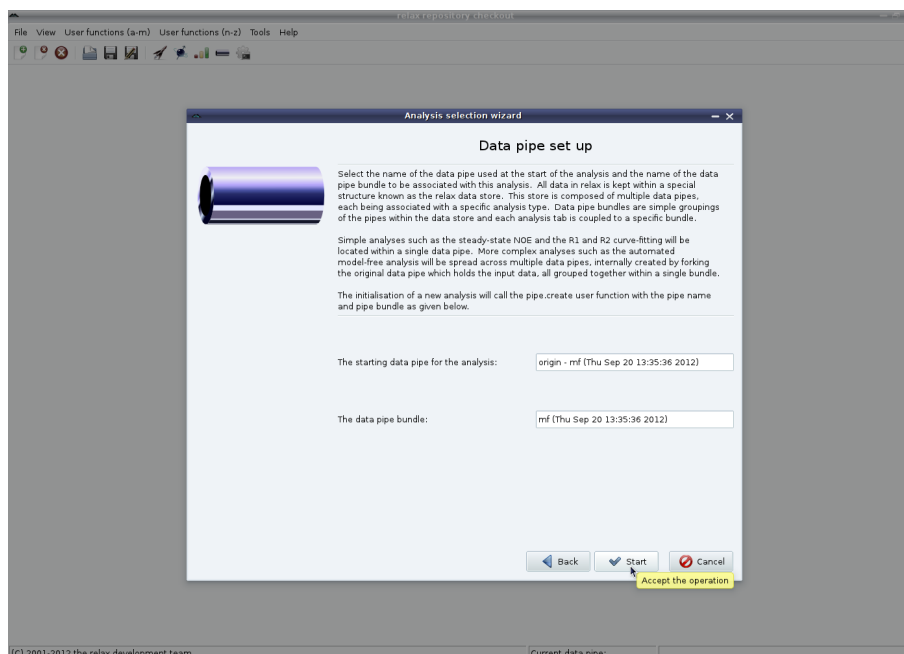 relax repository checkout
File View User functions (a-m) User functions (n-z) Tools Help
Analysis selection wizard
Data pipe set up
Select the name of the data pipe used at the start of the analysis and the name of the data
pipe bundle to be associated with this analysis. All data in relax is kept within a special
structure known as the relax data store. This store is composed of multiple data pipes,
each being associated with a specific analysis type. Data pipe bundles are simple groupings
of the pipes within the data store and each analysis tab is coupled to a specific bundle.
Simple analyses such as the steady-state NOE and the R1 and R2 curve-fitting will be
located within a single data pipe. More complex analyses such as the automated
model-free analysis will be spread across multiple data pipes, internally created by forking
the original data pipe which holds the input data, all grouped together within a single bundle.
The initialisation of a new analysis will call the pipe.create user function with the pipe name
and pipe bundle as given below.
The starting data pipe for the analysis: origin - mf (Thu Sep 20 13:35:36 2012)
The data pipe bundle: mf (Thu Sep 20 13:35:36 2012)
Back Start Cancel
Accept the operation
(C) 2001-2012 the relax development team Current data pipe: